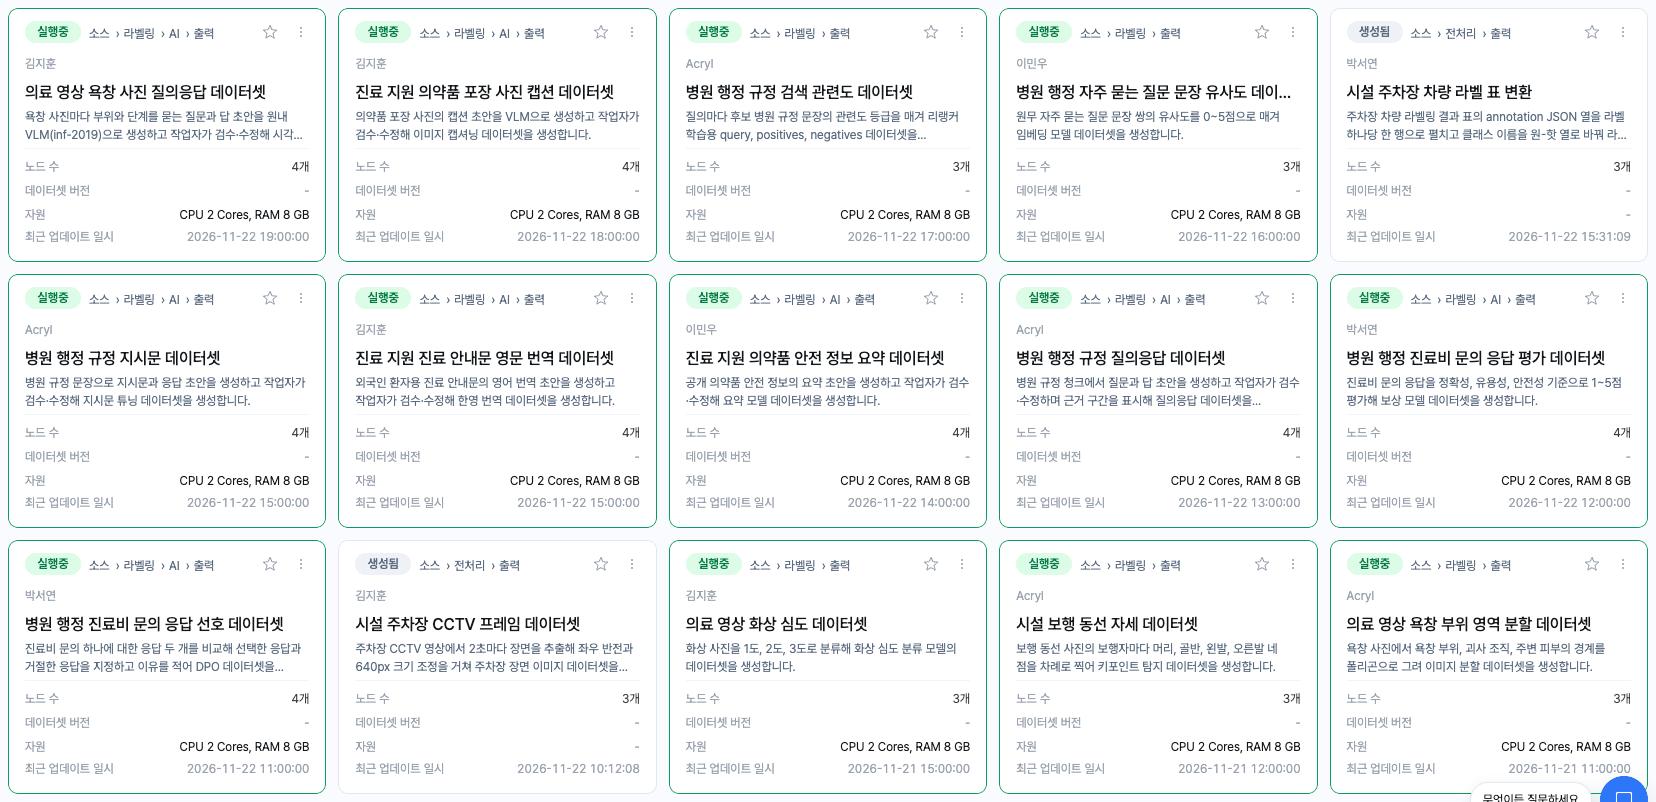 실행중 소스 › 라벨링 › AI › 출력
김지훈
의료 영상 욕창 사진 질의응답 데이터셋
욕창 사진마다 부위와 단계를 묻는 질문과 답 초안을 원내
VLM(inf-2019)으로 생성하고 작업자가 검수·수정해 시각...
노드 수 4개
데이터셋 버전 -
자원 CPU 2 Cores, RAM 8 GB
최근 업데이트 일시 2026-11-22 19:00:00
실행중 소스 › 라벨링 › AI › 출력
김지훈
진료 지원 의약품 포장 사진 캡션 데이터셋
의약품 포장 사진의 캡션 초안을 VLM으로 생성하고 작업자가
검수·수정해 이미지 캡셔닝 데이터셋을 생성합니다.
노드 수 4개
데이터셋 버전 -
자원 CPU 2 Cores, RAM 8 GB
최근 업데이트 일시 2026-11-22 18:00:00
실행중 소스 › 라벨링 › 출력
Acryl
병원 행정 규정 검색 관련도 데이터셋
질의마다 후보 병원 규정 문장의 관련도 등급을 매겨 리랭커
학습용 query, positives, negatives 데이터셋을...
노드 수 3개
데이터셋 버전 -
자원 CPU 2 Cores, RAM 8 GB
최근 업데이트 일시 2026-11-22 17:00:00
실행중 소스 › 라벨링 › 출력
이민우
병원 행정 자주 묻는 질문 문장 유사도 데이...
원무 자주 묻는 질문 문장 쌍의 유사도를 0~5점으로 매겨
임베딩 모델 데이터셋을 생성합니다.
노드 수 3개
데이터셋 버전 -
자원 CPU 2 Cores, RAM 8 GB
최근 업데이트 일시 2026-11-22 16:00:00
생성됨 소스 › 전처리 › 출력
박서연
시설 주차장 차량 라벨 표 변환
주차장 차량 라벨링 결과 표의 annotation JSON 열을 라벨
하나당 한 행으로 펼치고 클래스 이름을 원-핫 열로 바꿔 라...
노드 수 3개
데이터셋 버전 -
자원 -
최근 업데이트 일시 2026-11-22 15:31:09
실행중 소스 › 라벨링 › AI › 출력
Acryl
병원 행정 규정 지시문 데이터셋
병원 규정 문장으로 지시문과 응답 초안을 생성하고 작업자가
검수·수정해 지시문 튜닝 데이터셋을 생성합니다.
노드 수 4개
데이터셋 버전 -
자원 CPU 2 Cores, RAM 8 GB
최근 업데이트 일시 2026-11-22 15:00:00
실행중 소스 › 라벨링 › AI › 출력
김지훈
진료 지원 진료 안내문 영문 번역 데이터셋
외국인 환자용 진료 안내문의 영어 번역 초안을 생성하고
작업자가 검수·수정해 한영 번역 데이터셋을 생성합니다.
노드 수 4개
데이터셋 버전 -
자원 CPU 2 Cores, RAM 8 GB
최근 업데이트 일시 2026-11-22 15:00:00
실행중 소스 › 라벨링 › AI › 출력
이민우
진료 지원 의약품 안전 정보 요약 데이터셋
공개 의약품 안전 정보의 요약 초안을 생성하고 작업자가 검수
·수정해 요약 모델 데이터셋을 생성합니다.
노드 수 4개
데이터셋 버전 -
자원 CPU 2 Cores, RAM 8 GB
최근 업데이트 일시 2026-11-22 14:00:00
실행중 소스 › 라벨링 › AI › 출력
Acryl
병원 행정 규정 질의응답 데이터셋
병원 규정 청크에서 질문과 답 초안을 생성하고 작업자가 검수
·수정하며 근거 구간을 표시해 질의응답 데이터셋을...
노드 수 4개
데이터셋 버전 -
자원 CPU 2 Cores, RAM 8 GB
최근 업데이트 일시 2026-11-22 13:00:00
실행중 소스 › 라벨링 › AI › 출력
박서연
병원 행정 진료비 문의 응답 평가 데이터셋
진료비 문의 응답을 정확성, 유용성, 안전성 기준으로 1~5점
평가해 보상 모델 데이터셋을 생성합니다.
노드 수 4개
데이터셋 버전 -
자원 CPU 2 Cores, RAM 8 GB
최근 업데이트 일시 2026-11-22 12:00:00
실행중 소스 › 라벨링 › AI › 출력
박서연
병원 행정 진료비 문의 응답 선호 데이터셋
진료비 문의 하나에 대한 응답 두 개를 비교해 선택한 응답과
거절한 응답을 지정하고 이유를 적어 DPO 데이터셋을...
노드 수 4개
데이터셋 버전 -
자원 CPU 2 Cores, RAM 8 GB
최근 업데이트 일시 2026-11-22 11:00:00
생성됨 소스 › 전처리 › 출력
김지훈
시설 주차장 CCTV 프레임 데이터셋
주차장 CCTV 영상에서 2초마다 장면을 추출해 좌우 반전과
640px 크기 조정을 거쳐 주차장 장면 이미지 데이터셋을...
노드 수 3개
데이터셋 버전 -
자원 -
최근 업데이트 일시 2026-11-22 10:12:08
실행중 소스 › 라벨링 › 출력
김지훈
의료 영상 화상 심도 데이터셋
화상 사진을 1도, 2도, 3도로 분류해 화상 심도 분류 모델의
데이터셋을 생성합니다.
노드 수 3개
데이터셋 버전 -
자원 CPU 2 Cores, RAM 8 GB
최근 업데이트 일시 2026-11-21 15:00:00
실행중 소스 › 라벨링 › 출력
Acryl
시설 보행 동선 자세 데이터셋
보행 동선 사진의 보행자마다 머리, 골반, 왼발, 오른발 네
점을 차례로 찍어 키포인트 탐지 데이터셋을 생성합니다.
노드 수 3개
데이터셋 버전 -
자원 CPU 2 Cores, RAM 8 GB
최근 업데이트 일시 2026-11-21 12:00:00
실행중 소스 › 라벨링 › 출력
Acryl
의료 영상 욕창 부위 영역 분할 데이터셋
욕창 사진에서 욕창 부위, 괴사 조직, 주변 피부의 경계를
폴리곤으로 그려 이미지 분할 데이터셋을 생성합니다.
노드 수 3개
데이터셋 버전 -
자원 CPU 2 Cores, RAM 8 GB
최근 업데이트 일시 2026-11-21 11:00:00
무엇이든 질문하세요